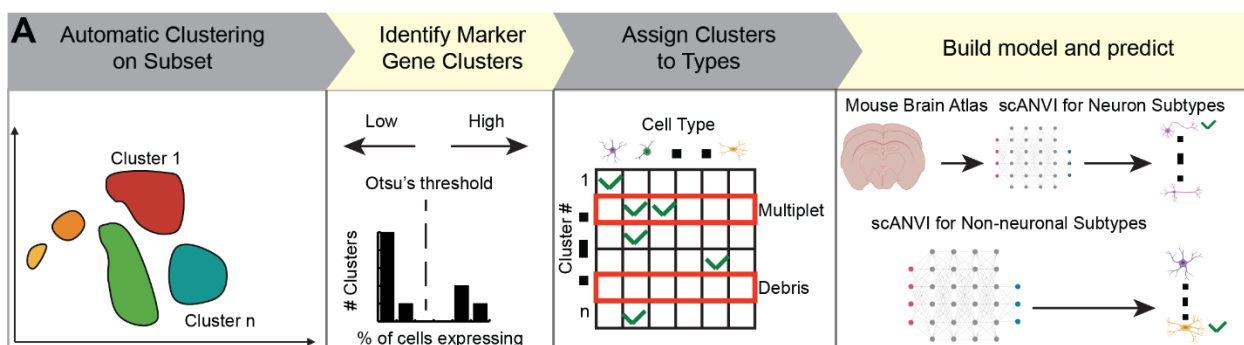 A
Automatic Clustering
on Subset
Identify Marker
Gene Clusters
Assign Clusters
to Types
Build model and predict
Cluster 1
Cluster n
Low
High
Otsu's threshold
# Clusters
% of cells expressing
Cell Type
1
Cluster #
n
Multiplet
Debris
Mouse Brain Atlas
scANVI for Neuron Subtypes
scANVI for Non-neuronal Subtypes